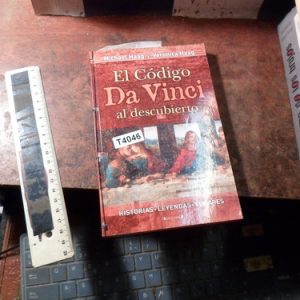 Michael Haag y Veronica Haag
El Código
Da Vinci
al descubierto
T4046
HISTORIAS • LEYENDAS • LUGARES